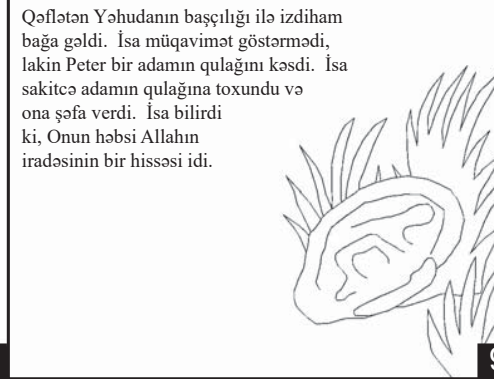 Qəflətən Yəhudanın başçılığı ilə izdiham
bağa gəldi. İsa müqavimət göstərmədi,
lakin Peter bir adamın qulağını kəsdi. İsa
sakitcə adamın qulağına toxundu və
ona şəfa verdi. İsa bilirdi
ki, Onun həbsi Allahın
iradəsinin bir hissəsi idi.